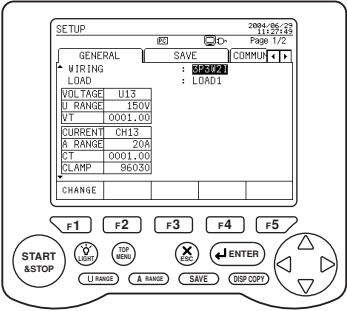 SETUP
2004/06/29
11:27:49
PC
Page 1/2
GENERAL SAVE COMMUN
WIRING : 3P3W2I
LOAD : LOAD1
VOLTAGE U13
U RANGE 150V
VT 0001.00
CURRENT CH13
A RANGE 20A
CT 0001.00
CLAMP 96030
CHANGE
F1 F2 F3 F4 F5
START
&STOP
LIGHT
TOP
MENU
ESC
ENTER
U RANGE A RANGE SAVE DISP COPY